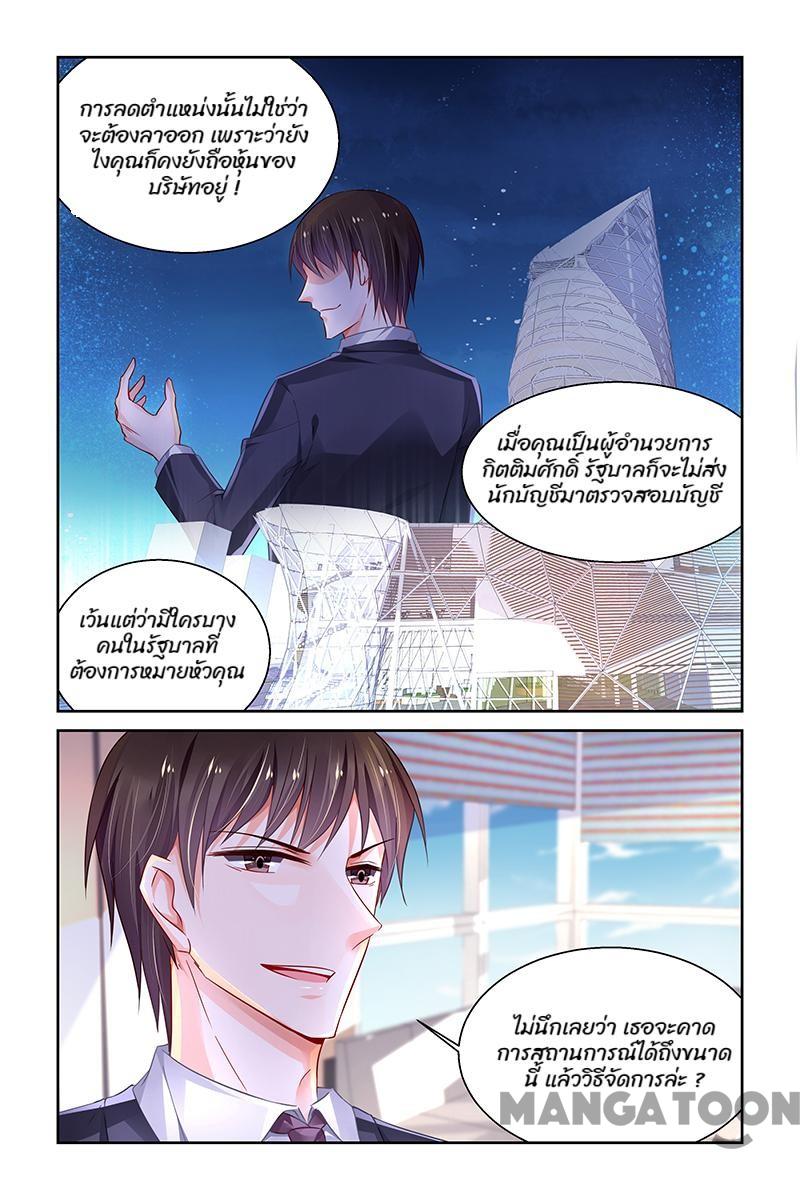 การลดตำแหน่งนั้นไม่ใช่ว่า
จะต้องลาออก เพราะว่ายัง
ไงคุณก็คงยังถือหุ้นของ
บริษัทอยู่ !
เมื่อคุณเป็นผู้อำนวยการ
กิตติมศักดิ์ รัฐบาลก็จะไม่ส่ง
นักบัญชีมาตรวจสอบบัญชี
เว้นแต่ว่ามีใครบาง
คนในรัฐบาลที่
ต้องการหมายหัวคุณ
ไม่นึกเลยว่า เธอจะคาด
การสถานการณ์ได้ถึงขนาด
นี้ แล้ววิธีจัดการล่ะ ?
MANGATOON